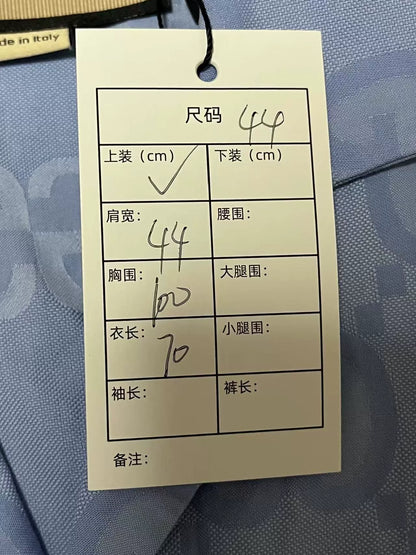 de in Italy
尺码 44
上装（cm） ✓ 下装（cm）
肩宽： 44 腰围：
胸围： 100 大腿围：
衣长： 70 小腿围：
袖长： 裤长：
备注：